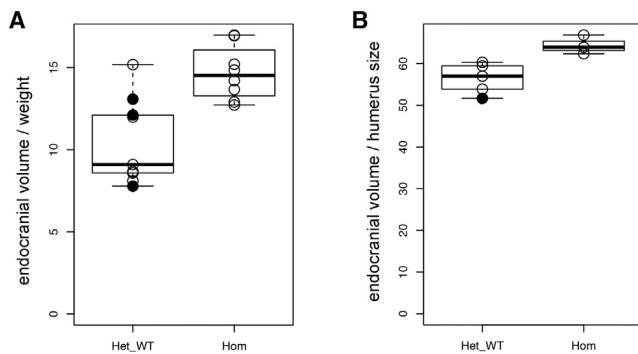 A
endocranial volume / weight
15
10
5
0
Het_WT Hom
B
endocranial volume / humerus size
60
50
40
30
20
10
0
Het_WT Hom